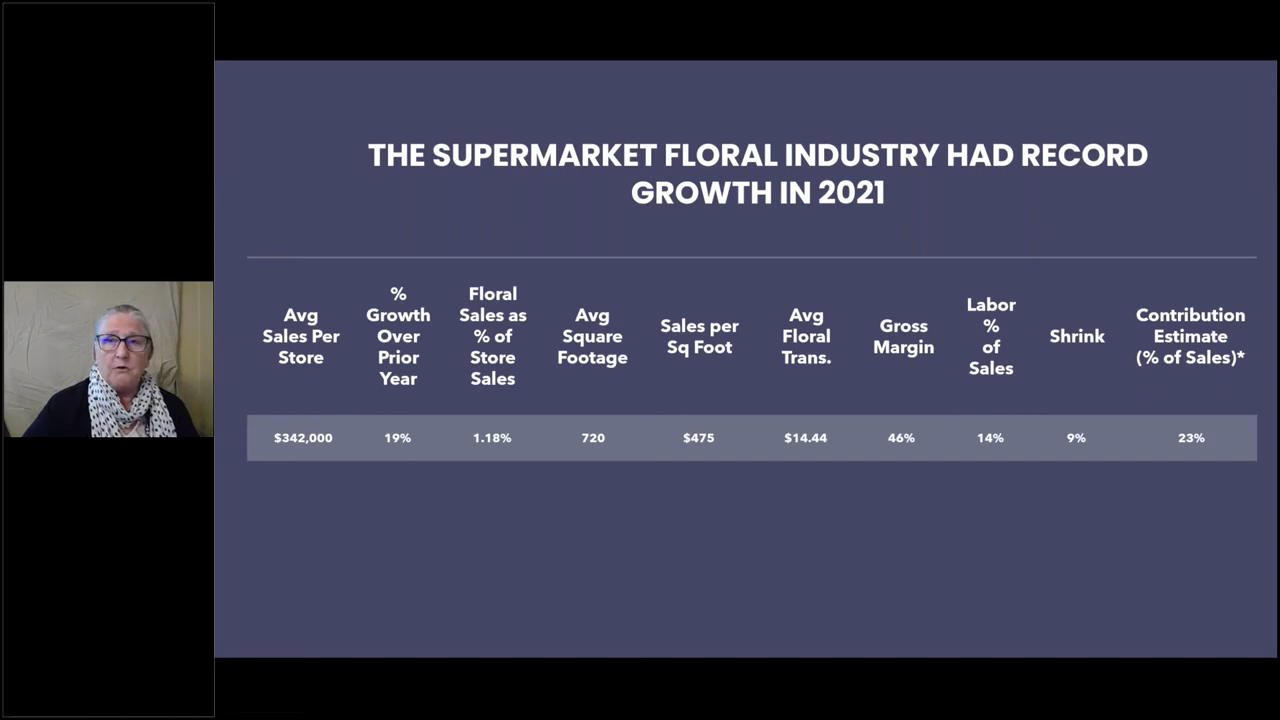 THE SUPERMARKET FLORAL INDUSTRY HAD RECORD
GROWTH IN 2021
Avg
Sales Per
Store
%
Growth
Over
Prior
Year
Floral
Sales as
% of
Store
Sales
Avg
Square
Footage
Sales per
Sq Foot
Avg
Floral
Trans.
Gross
Margin
Labor
%
of
Sales
Shrink
Contribution
Estimate
(% of Sales)*
$342,000 19% 1.18% 720 $475 $14.44 46% 14% 9% 23%